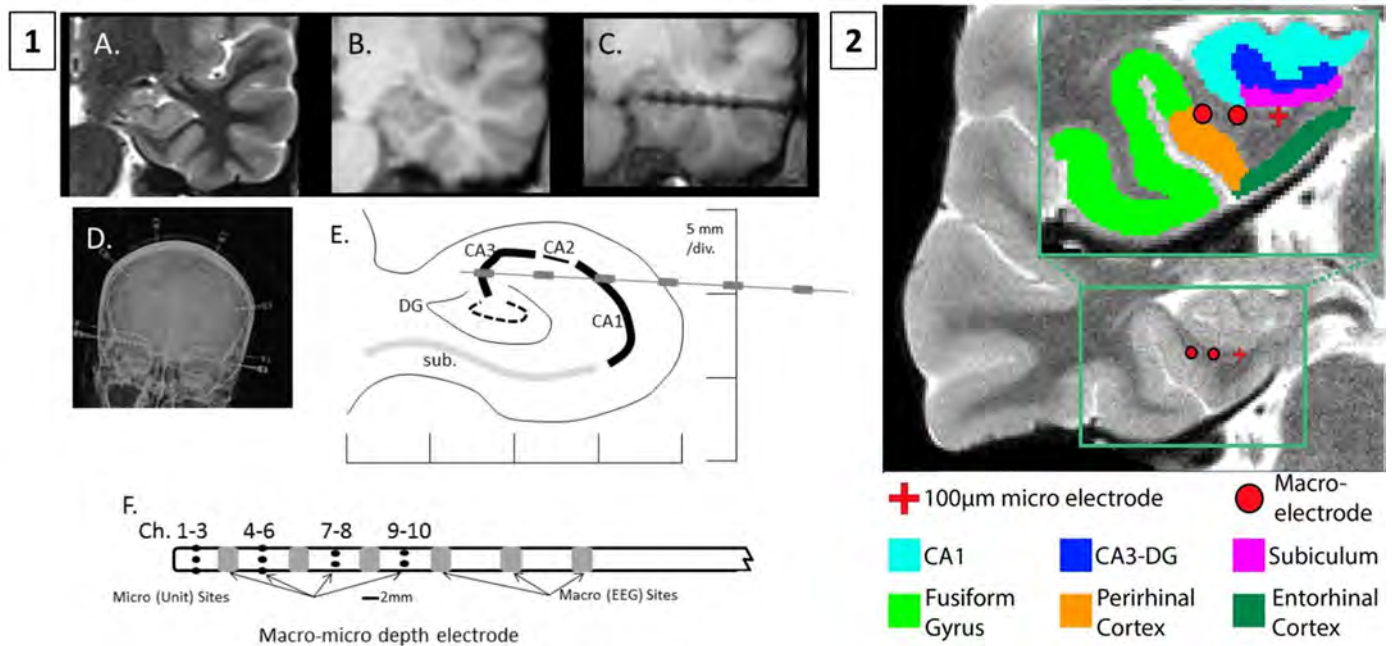 1
A.
B.
C.
D.
E.
CA3
CA2
DG
CA1
sub.
5 mm
/div.
F.
Ch. 1-3 4-6 7-8 9-10
Micro (Unit) Sites
2mm
Macro (EEG) Sites
Macro-micro depth electrode
2
100µm micro electrode
Macro-
electrode
CA1
CA3-DG
Subiculum
Fusiform
Gyrus
Perirhinal
Cortex
Entorhinal
Cortex